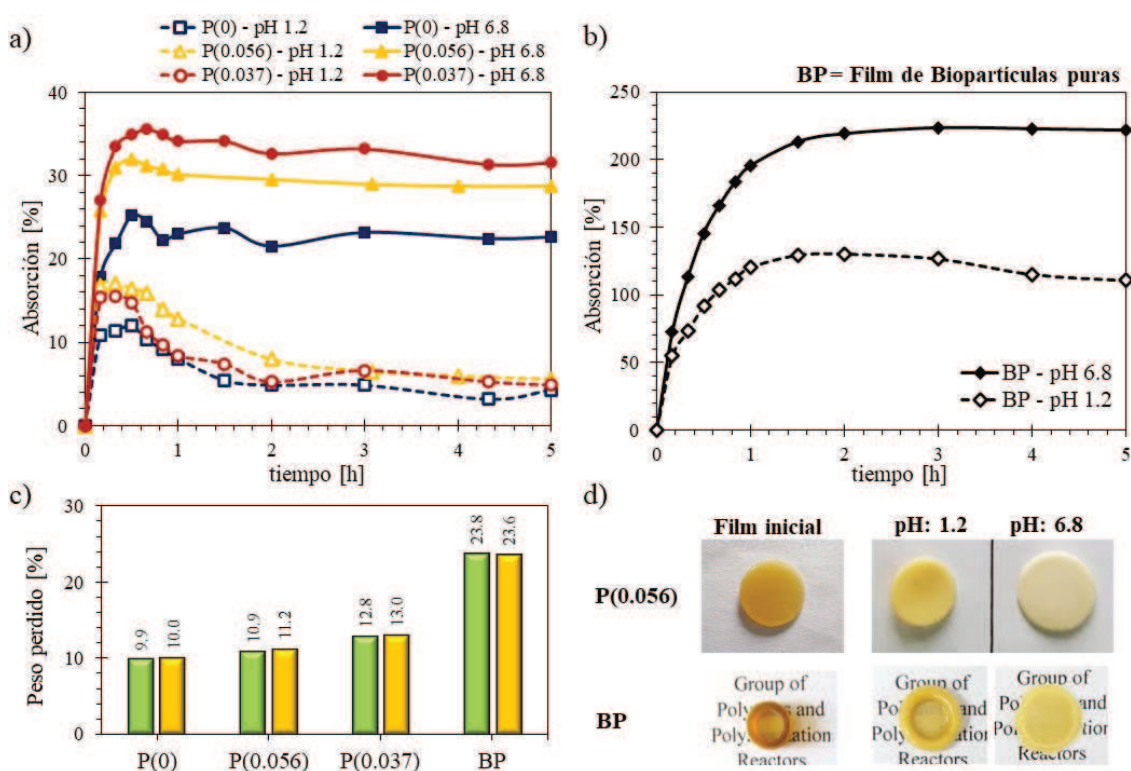 a)
P(0) - pH 1.2
P(0) - pH 6.8
P(0.056) - pH 1.2
P(0.056) - pH 6.8
P(0.037) - pH 1.2
P(0.037) - pH 6.8
40
30
20
10
0
Absorción [%]
0 1 2 3 4 5
tiempo [h]
b)
BP = Film de Biopartículas puras
250
200
150
100
50
0
Absorción [%]
BP - pH 6.8
BP - pH 1.2
0 1 2 3 4 5
tiempo [h]
c)
30
20
10
0
Peso perdido [%]
9.9
10.0
10.9
11.2
12.8
13.0
23.8
23.6
P(0) P(0.056) P(0.037) BP
d)
Film inicial pH: 1.2 pH: 6.8
P(0.056)
BP
Group of
and
Reactors
Group of
and
ation
Reactors
Group of
and
ation
Reactors